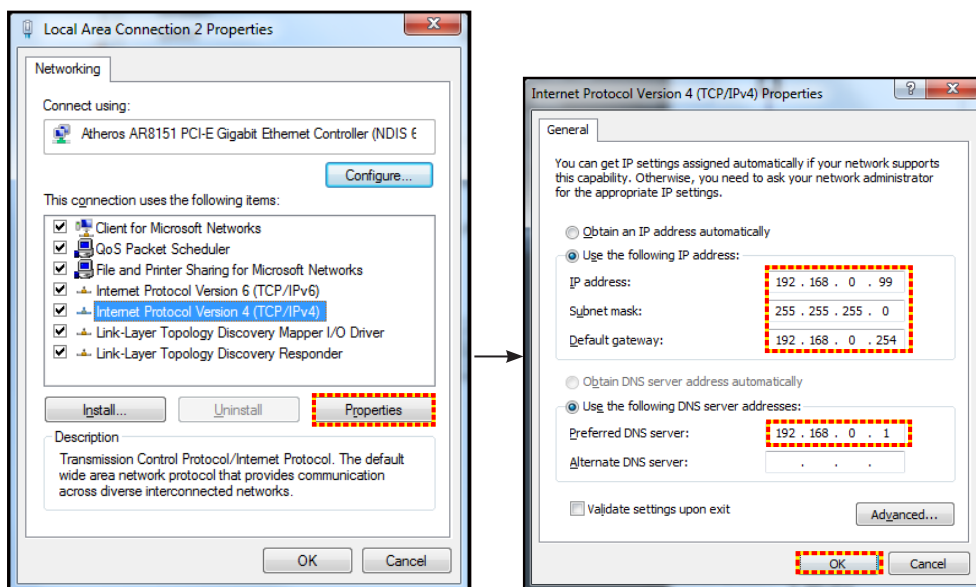 Local Area Connection 2 Properties
Networking
Connect using:
Atheros AR8151 PCI-E Gigabit Ethernet Controller (NDIS 6
Configure...
This connection uses the following items:
Client for Microsoft Networks
QoS Packet Scheduler
File and Printer Sharing for Microsoft Networks
Internet Protocol Version 6 (TCP/IPv6)
Internet Protocol Version 4 (TCP/IPv4)
Link-Layer Topology Discovery Mapper I/O Driver
Link-Layer Topology Discovery Responder
Install...
Uninstall
Properties
Description
Transmission Control Protocol/Internet Protocol. The default
wide area network protocol that provides communication
across diverse interconnected networks.
OK
Cancel
Internet Protocol Version 4 (TCP/IPv4) Properties
General
You can get IP settings assigned automatically if your network supports
this capability. Otherwise, you need to ask your network administrator
for the appropriate IP settings.
Obtain an IP address automatically
Use the following IP address:
IP address: 192 . 168 . 0 . 99
Subnet mask: 255 . 255 . 255 . 0
Default gateway: 192 . 168 . 0 . 254
Obtain DNS server address automatically
Use the following DNS server addresses:
Preferred DNS server: 192 . 168 . 0 . 1
Alternate DNS server: . . .
Validate settings upon exit
Advanced...
OK
Cancel